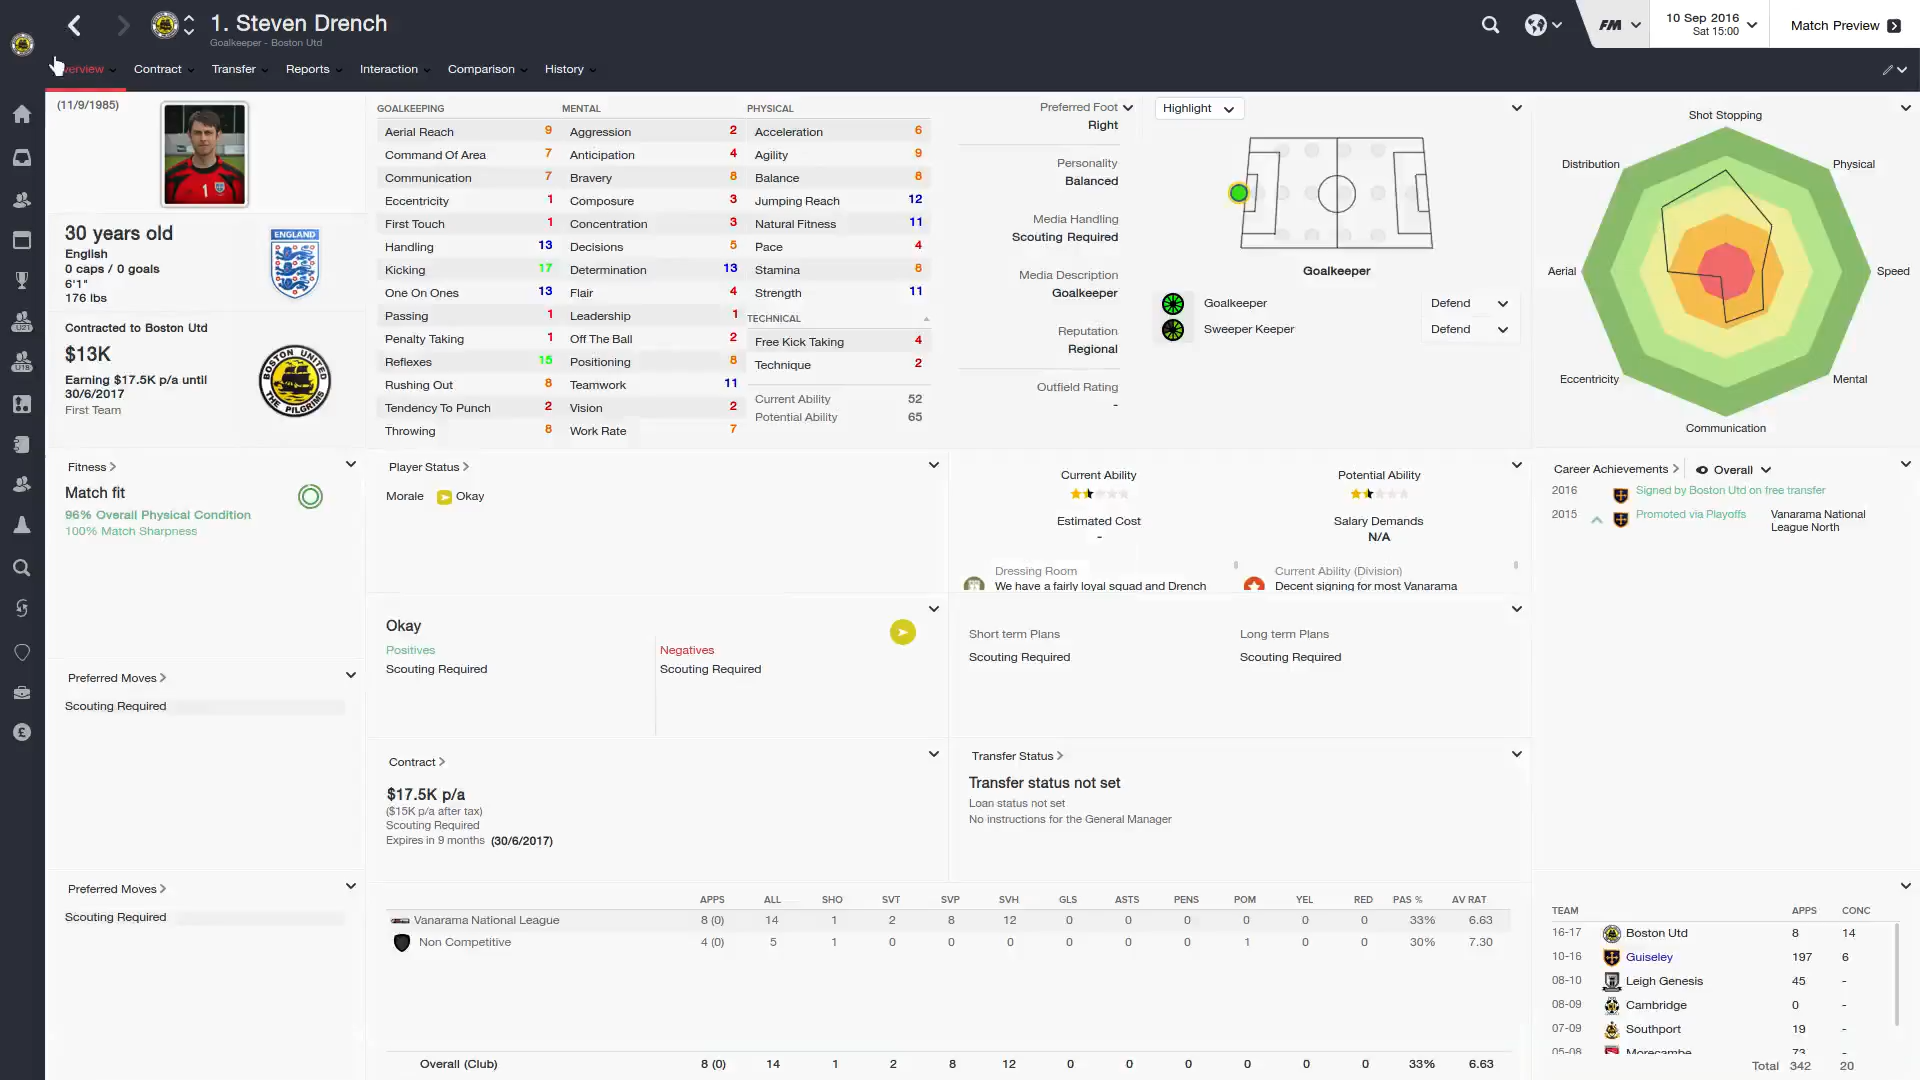 1. Steven Drench
Goalkeeper - Boston Utd
FM
10 Sep 2016
Sat 15:00
Match Preview
Contract
Transfer
Reports
Interaction
Comparison
History
(11/9/1985)
30 years old
English
0 caps / 0 goals
6'1"
176 lbs
ENGLAND
Contracted to Boston Utd
$13K
Earning $17.5K p/a until
30/6/2017
First Team
BOSTON UNITED
THE PILGRIMS
GOALKEEPING
Aerial Reach 9
Command Of Area 7
Communication 7
Eccentricity 1
First Touch 1
Handling 13
Kicking 17
One On Ones 13
Passing 1
Penalty Taking 1
Reflexes 15
Rushing Out 8
Tendency To Punch 2
Throwing 8
MENTAL
Aggression 2
Anticipation 4
Bravery 8
Composure 3
Concentration 3
Decisions 5
Determination 13
Flair 4
Leadership 1
Off The Ball 2
Positioning 8
Teamwork 11
Vision 2
Work Rate 7
PHYSICAL
Acceleration 6
Agility 9
Balance 8
Jumping Reach 12
Natural Fitness 11
Pace 4
Stamina 8
Strength 11
TECHNICAL
Free Kick Taking 4
Technique 2
Current Ability 52
Potential Ability 65
Preferred Foot
Right
Personality
Balanced
Media Handling
Scouting Required
Media Description
Goalkeeper
Reputation
Regional
Outfield Rating
-
Highlight
Goalkeeper
Goalkeeper Defend
Sweeper Keeper Defend
Shot Stopping
Physical
Speed
Mental
Communication
Eccentricity
Aerial
Distribution
Fitness
Match fit
96% Overall Physical Condition
100% Match Sharpness
Player Status
Morale Okay
Current Ability
Estimated Cost
-
Potential Ability
Salary Demands
N/A
Dressing Room
We have a fairly loyal squad and Drench
Current Ability (Division)
Decent signing for most Vanarama
Career Achievements Overall
2016 Signed by Boston Utd on free transfer
2015 Promoted via Playoffs Vanarama National
League North
Okay
Positives
Scouting Required
Negatives
Scouting Required
Short term Plans
Scouting Required
Long term Plans
Scouting Required
Preferred Moves
Scouting Required
Contract
$17.5K p/a
($15K p/a after tax)
Scouting Required
Expires in 9 months (30/6/2017)
Transfer Status
Transfer status not set
Loan status not set
No instructions for the General Manager
Preferred Moves
Scouting Required
APPS ALL SHO SVT SVP SVH GLS ASTS PENS POM YEL RED PAS % AV RAT
Vanarama National League 8 (0) 14 1 2 8 12 0 0 0 0 0 0 33% 6.63
Non Competitive 4 (0) 5 1 0 0 0 0 0 0 1 0 0 30% 7.30
Overall (Club) 8 (0) 14 1 2 8 12 0 0 0 0 0 0 33% 6.63
TEAM APPS CONC
16-17 Boston Utd 8 14
10-16 Guiseley 197 6
08-10 Leigh Genesis 45 -
08-09 Cambridge 0 -
07-09 Southport 19 -
05-08 Morecambe 73 -
Total 342 20